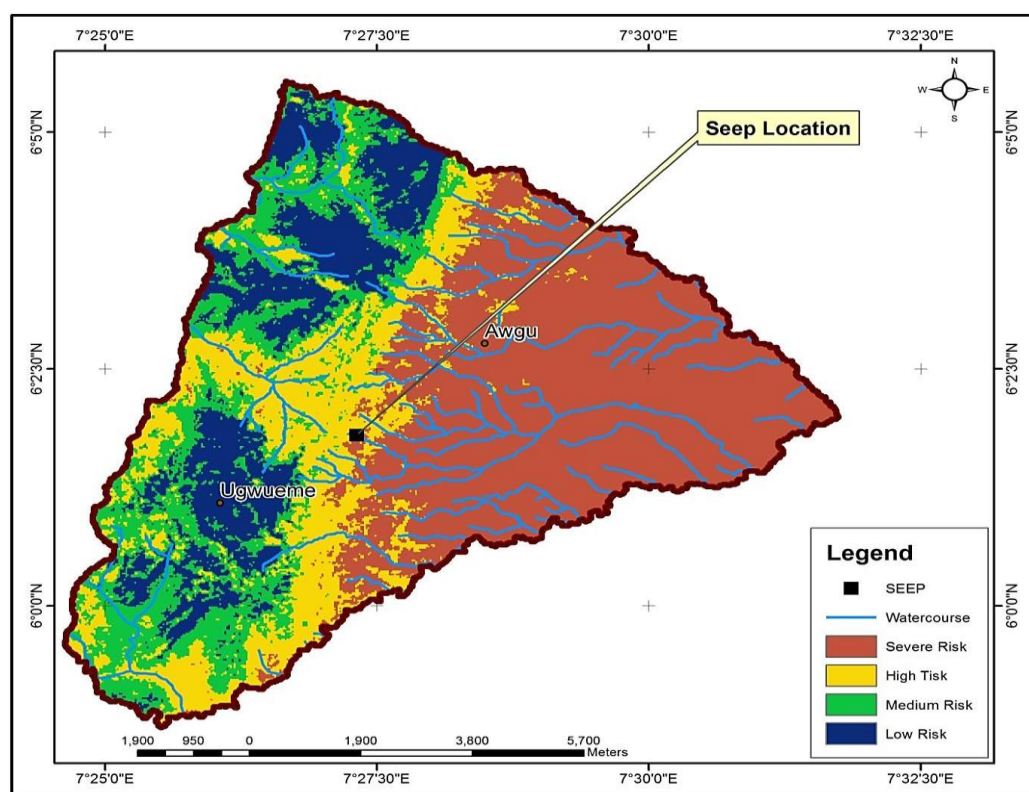 7°25'0"E
7°27'30"E
7°30'0"E
7°32'30"E
N
W
E
S
6°5'0"N
6°5'0"N
Seep Location
Awgu
6°2'30"N
6°2'30"N
Ugwueme
6°0'0"N
6°0'0"N
Legend
SEEP
Watercourse
Severe Risk
High Tisk
Medium Risk
Low Risk
1,900 950 0 1,900 3,800 5,700
Meters
7°25'0"E
7°27'30"E
7°30'0"E
7°32'30"E